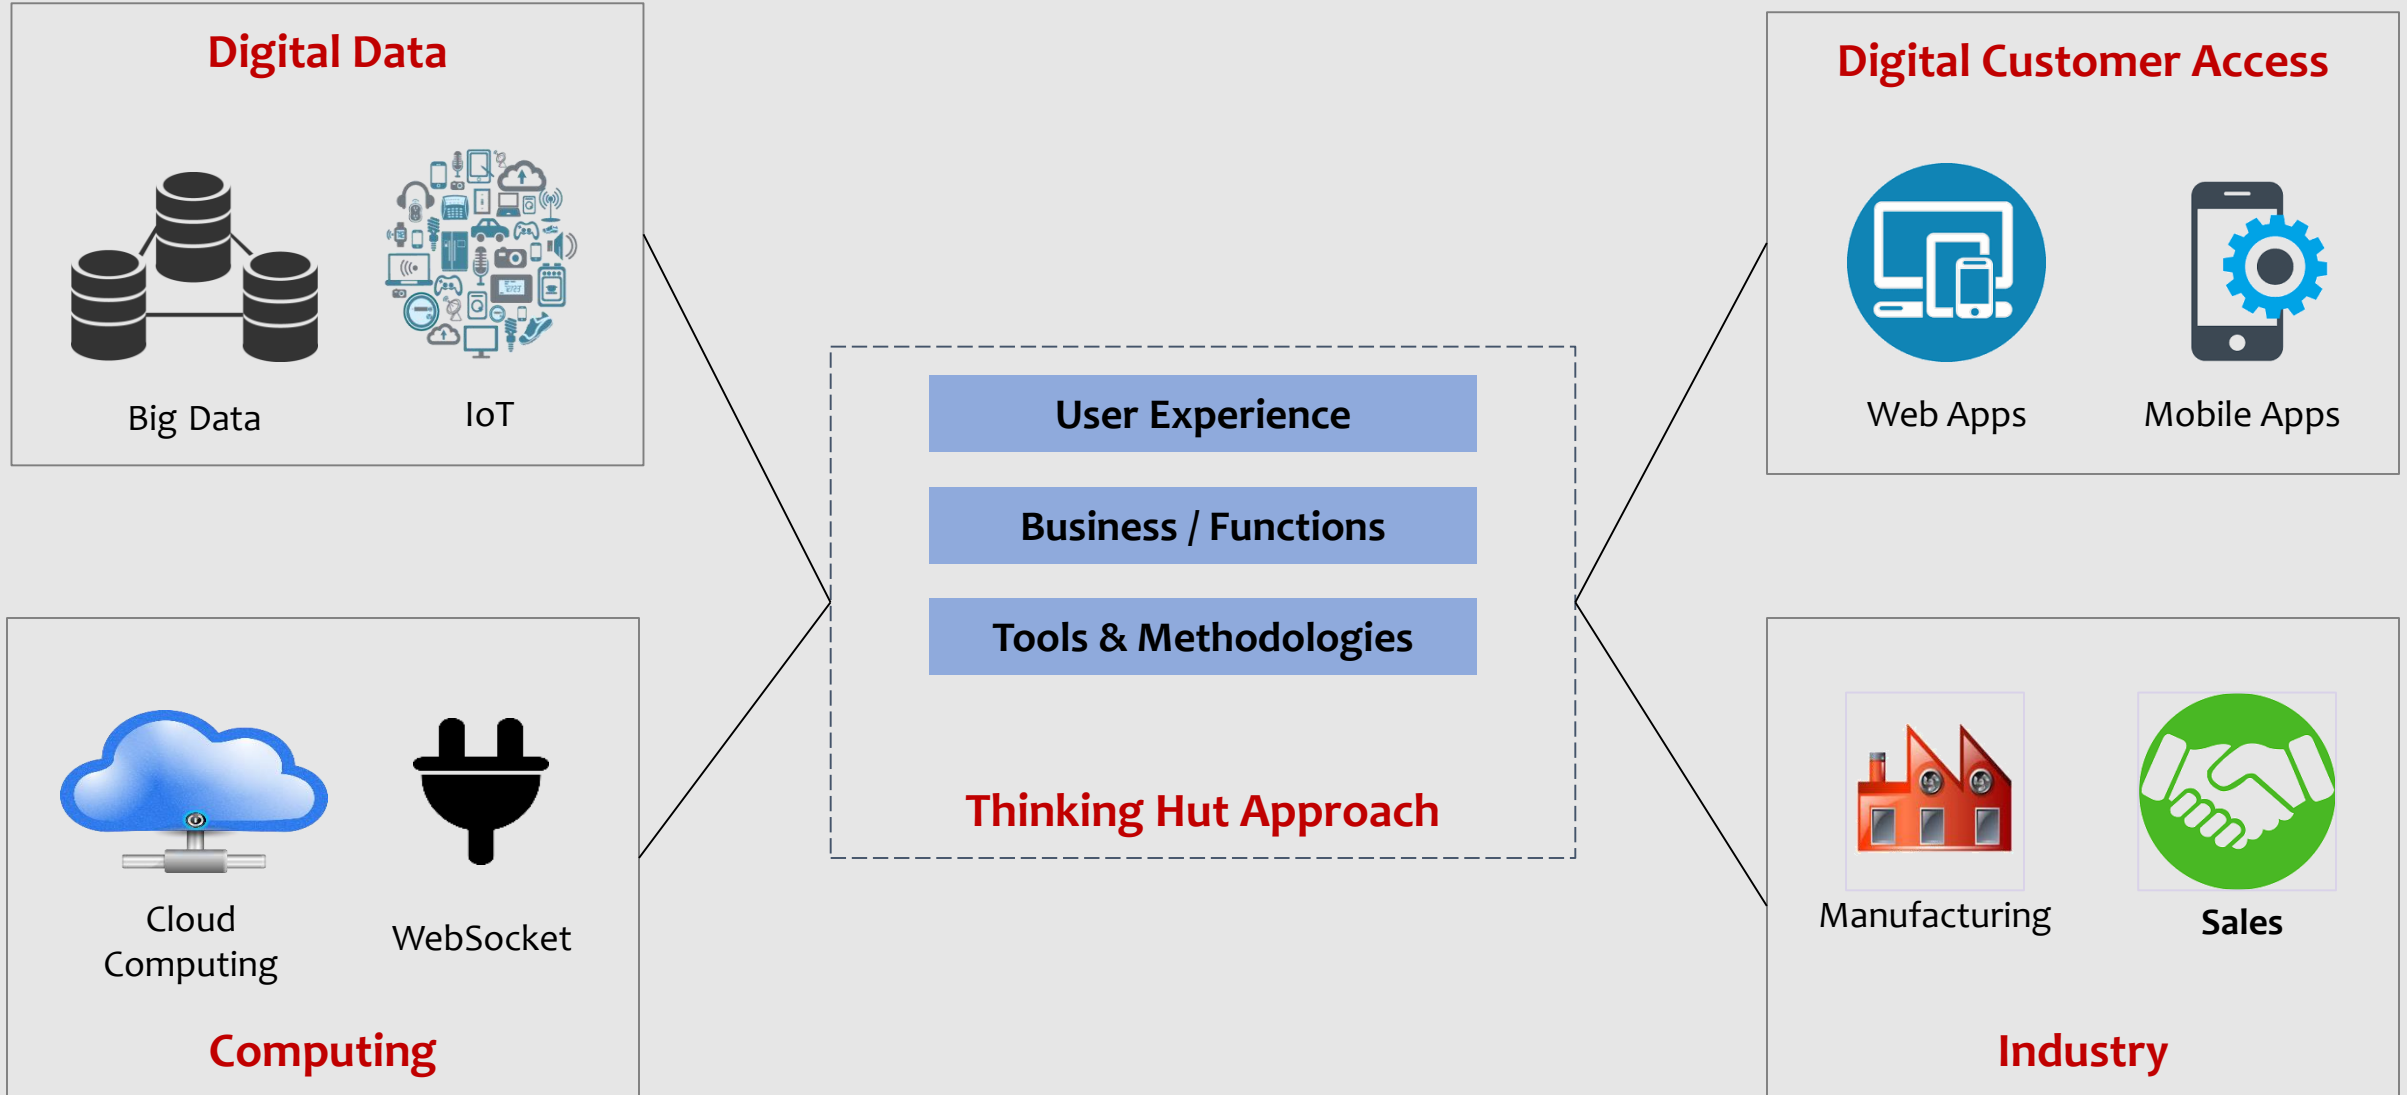 Digital Data
Big Data
IoT
Cloud
Computing
WebSocket
Computing
User Experience
Business / Functions
Tools & Methodologies
Thinking Hut Approach
Digital Customer Access
Web Apps
Mobile Apps
Manufacturing
Sales
Industry